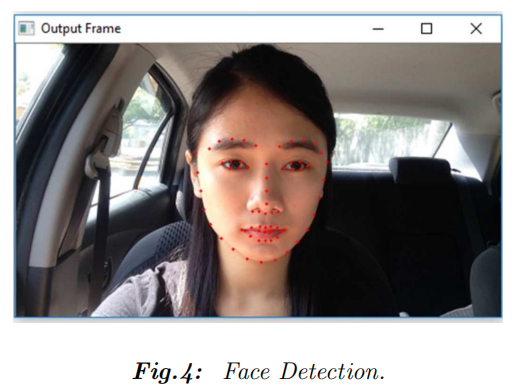 Output Frame
Fig.4: Face Detection.